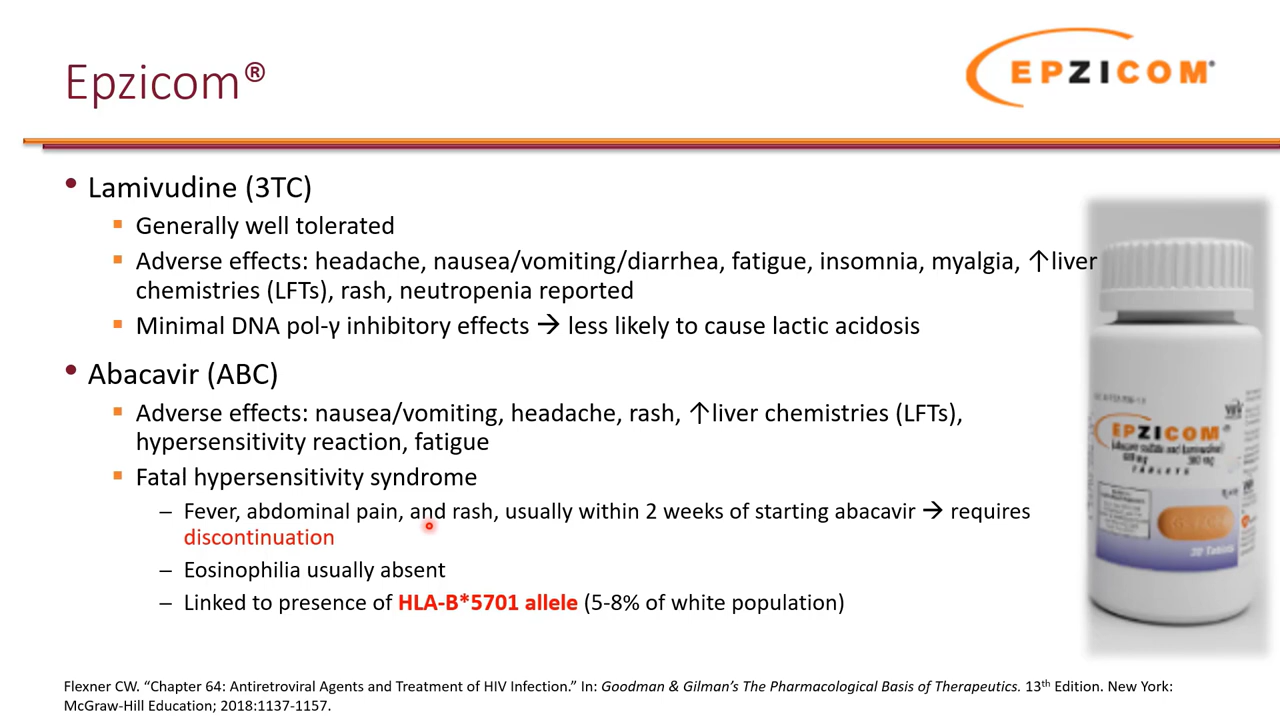 Epzicom®
EPZICOM®
• Lamivudine (3TC)
▪ Generally well tolerated
▪ Adverse effects: headache, nausea/vomiting/diarrhea, fatigue, insomnia, myalgia, ↑liver
chemistries (LFTs), rash, neutropenia reported
▪ Minimal DNA pol-γ inhibitory effects → less likely to cause lactic acidosis
• Abacavir (ABC)
▪ Adverse effects: nausea/vomiting, headache, rash, ↑liver chemistries (LFTs),
hypersensitivity reaction, fatigue
▪ Fatal hypersensitivity syndrome
– Fever, abdominal pain, and rash, usually within 2 weeks of starting abacavir → requires
discontinuation
– Eosinophilia usually absent
– Linked to presence of HLA-B*5701 allele (5-8% of white population)
EPZICOM®
TABLETS
30 Tablets
Flexner CW. “Chapter 64: Antiretroviral Agents and Treatment of HIV Infection.” In: Goodman & Gilman’s The Pharmacological Basis of Therapeutics. 13th Edition. New York:
McGraw-Hill Education; 2018:1137-1157.